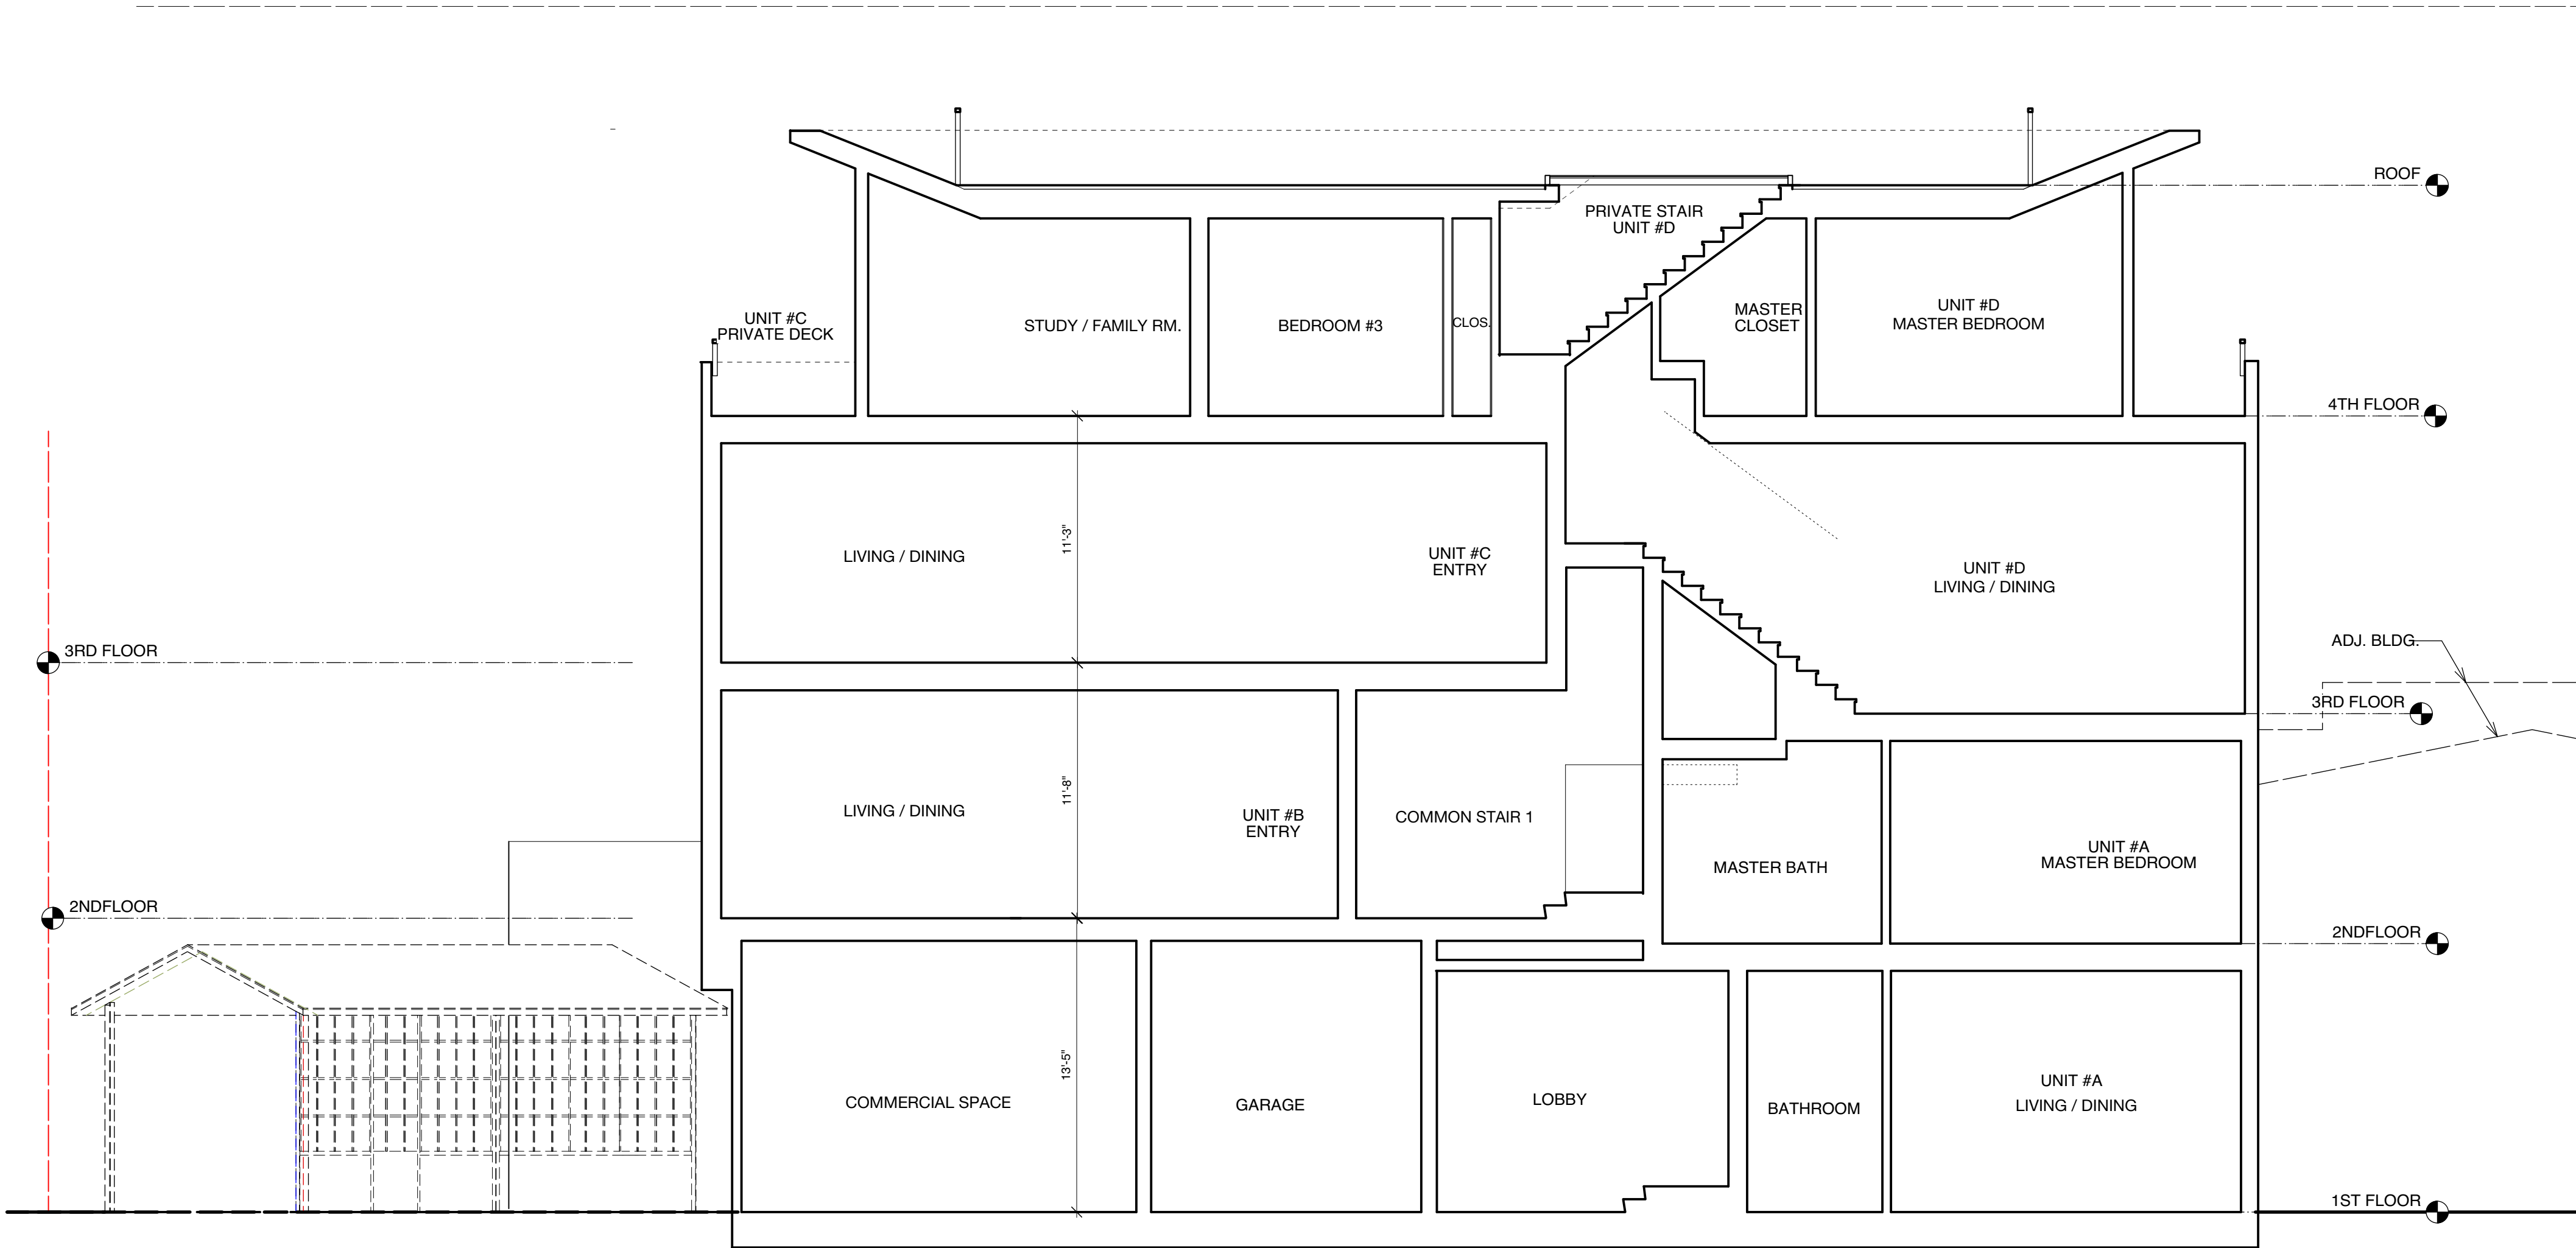 ROOF
PRIVATE STAIR
UNIT #D
UNIT #C
PRIVATE DECK
STUDY / FAMILY RM.
BEDROOM #3
CLOS.
MASTER
CLOSET
UNIT #D
MASTER BEDROOM
4TH FLOOR
11'-3"
LIVING / DINING
UNIT #C
ENTRY
UNIT #D
LIVING / DINING
3RD FLOOR
ADJ. BLDG.
3RD FLOOR
11'-8"
LIVING / DINING
UNIT #B
ENTRY
COMMON STAIR 1
MASTER BATH
UNIT #A
MASTER BEDROOM
2NDFLOOR
2NDFLOOR
13'-5"
COMMERCIAL SPACE
GARAGE
LOBBY
BATHROOM
UNIT #A
LIVING / DINING
1ST FLOOR